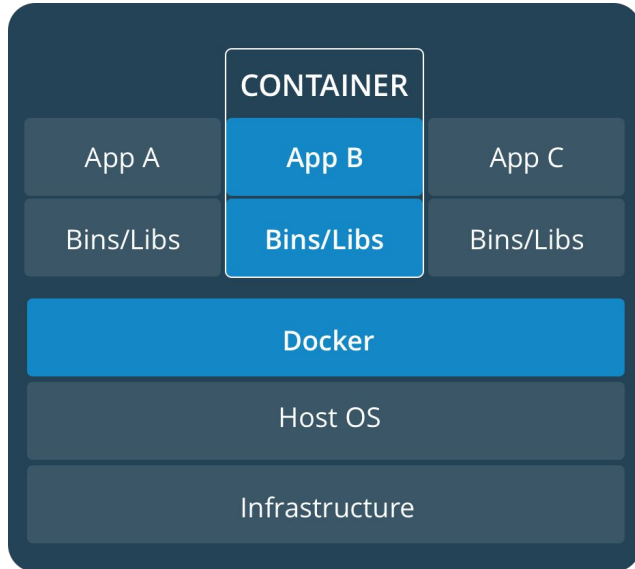 CONTAINER
App A
App B
App C
Bins/Libs
Bins/Libs
Bins/Libs
Docker
Host OS
Infrastructure